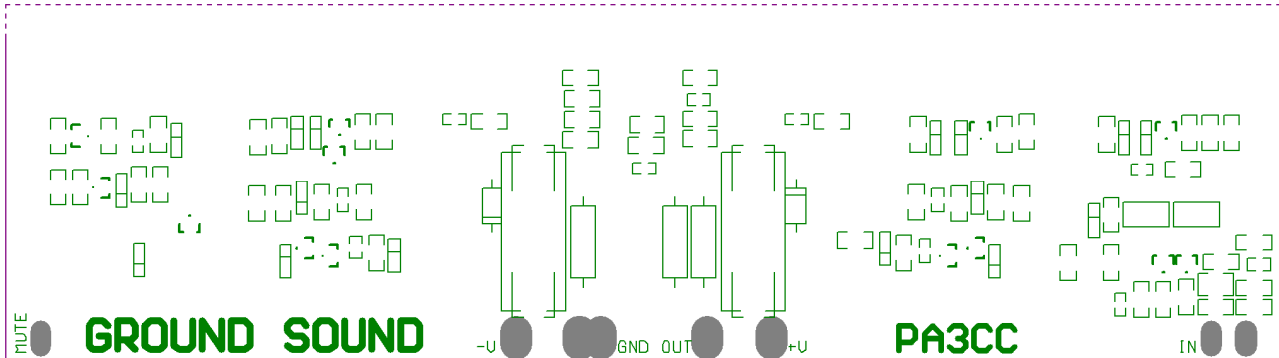 MUTE
GROUND SOUND
-V
GND OUT
+V
PA3CC
IN